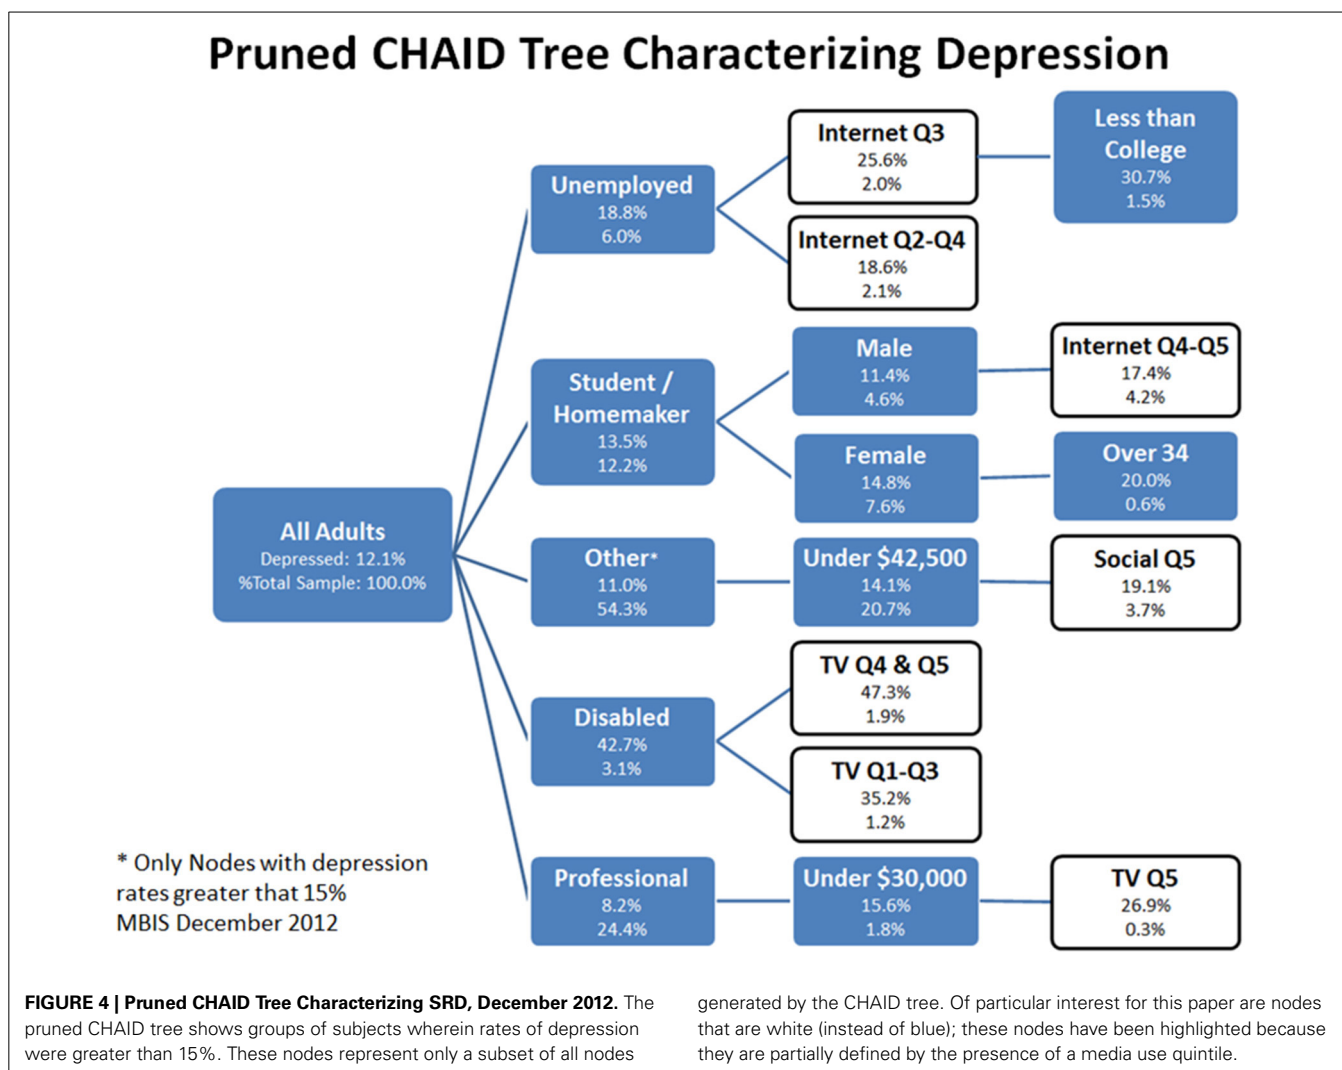 Pruned CHAID Tree Characterizing Depression
All Adults
Depressed: 12.1%
%Total Sample: 100.0%
Unemployed
18.8%
6.0%
Internet Q3
25.6%
2.0%
Less than
College
30.7%
1.5%
Internet Q2-Q4
18.6%
2.1%
Student /
Homemaker
13.5%
12.2%
Male
11.4%
4.6%
Internet Q4-Q5
17.4%
4.2%
Female
14.8%
7.6%
Over 34
20.0%
0.6%
Other*
11.0%
54.3%
Under $42,500
14.1%
20.7%
Social Q5
19.1%
3.7%
Disabled
42.7%
3.1%
TV Q4 & Q5
47.3%
1.9%
TV Q1-Q3
35.2%
1.2%
Professional
8.2%
24.4%
Under $30,000
15.6%
1.8%
TV Q5
26.9%
0.3%
* Only Nodes with depression
rates greater that 15%
MBIS December 2012
FIGURE 4 | Pruned CHAID Tree Characterizing SRD, December 2012. The
pruned CHAID tree shows groups of subjects wherein rates of depression
were greater than 15%. These nodes represent only a subset of all nodes
generated by the CHAID tree. Of particular interest for this paper are nodes
that are white (instead of blue); these nodes have been highlighted because
they are partially defined by the presence of a media use quintile.